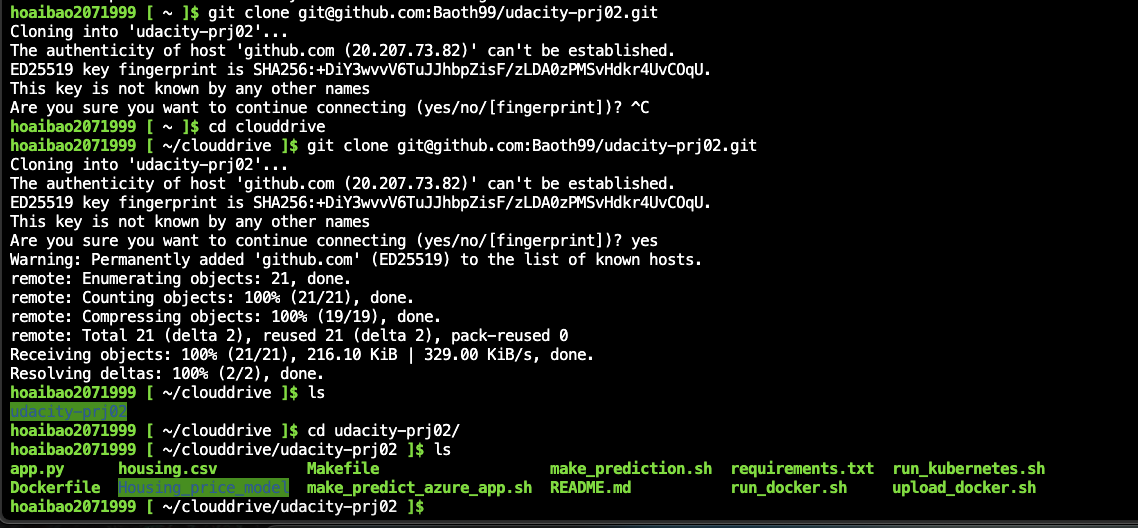 hoaibao2071999 [ ~ ]$ git clone git@github.com:Baoth99/udacity-prj02.git
Cloning into 'udacity-prj02'...
The authenticity of host 'github.com (20.207.73.82)' can't be established.
ED25519 key fingerprint is SHA256:+DiY3wvvV6TuJJhbpZisF/zLDA0zPMSvHdkr4UvCOqU.
This key is not known by any other names
Are you sure you want to continue connecting (yes/no/[fingerprint])? ^C
hoaibao2071999 [ ~ ]$ cd clouddrive
hoaibao2071999 [ ~/clouddrive ]$ git clone git@github.com:Baoth99/udacity-prj02.git
Cloning into 'udacity-prj02'...
The authenticity of host 'github.com (20.207.73.82)' can't be established.
ED25519 key fingerprint is SHA256:+DiY3wvvV6TuJJhbpZisF/zLDA0zPMSvHdkr4UvCOqU.
This key is not known by any other names
Are you sure you want to continue connecting (yes/no/[fingerprint])? yes
Warning: Permanently added 'github.com' (ED25519) to the list of known hosts.
remote: Enumerating objects: 21, done.
remote: Counting objects: 100% (21/21), done.
remote: Compressing objects: 100% (19/19), done.
remote: Total 21 (delta 2), reused 21 (delta 2), pack-reused 0
Receiving objects: 100% (21/21), 216.10 KiB | 329.00 KiB/s, done.
Resolving deltas: 100% (2/2), done.
hoaibao2071999 [ ~/clouddrive ]$ ls
udacity-prj02
hoaibao2071999 [ ~/clouddrive ]$ cd udacity-prj02/
hoaibao2071999 [ ~/clouddrive/udacity-prj02 ]$ ls
app.py housing.csv Makefile make_prediction.sh requirements.txt run_kubernetes.sh
Dockerfile Housing_price_model make_predict_azure_app.sh README.md run_docker.sh upload_docker.sh
hoaibao2071999 [ ~/clouddrive/udacity-prj02 ]$